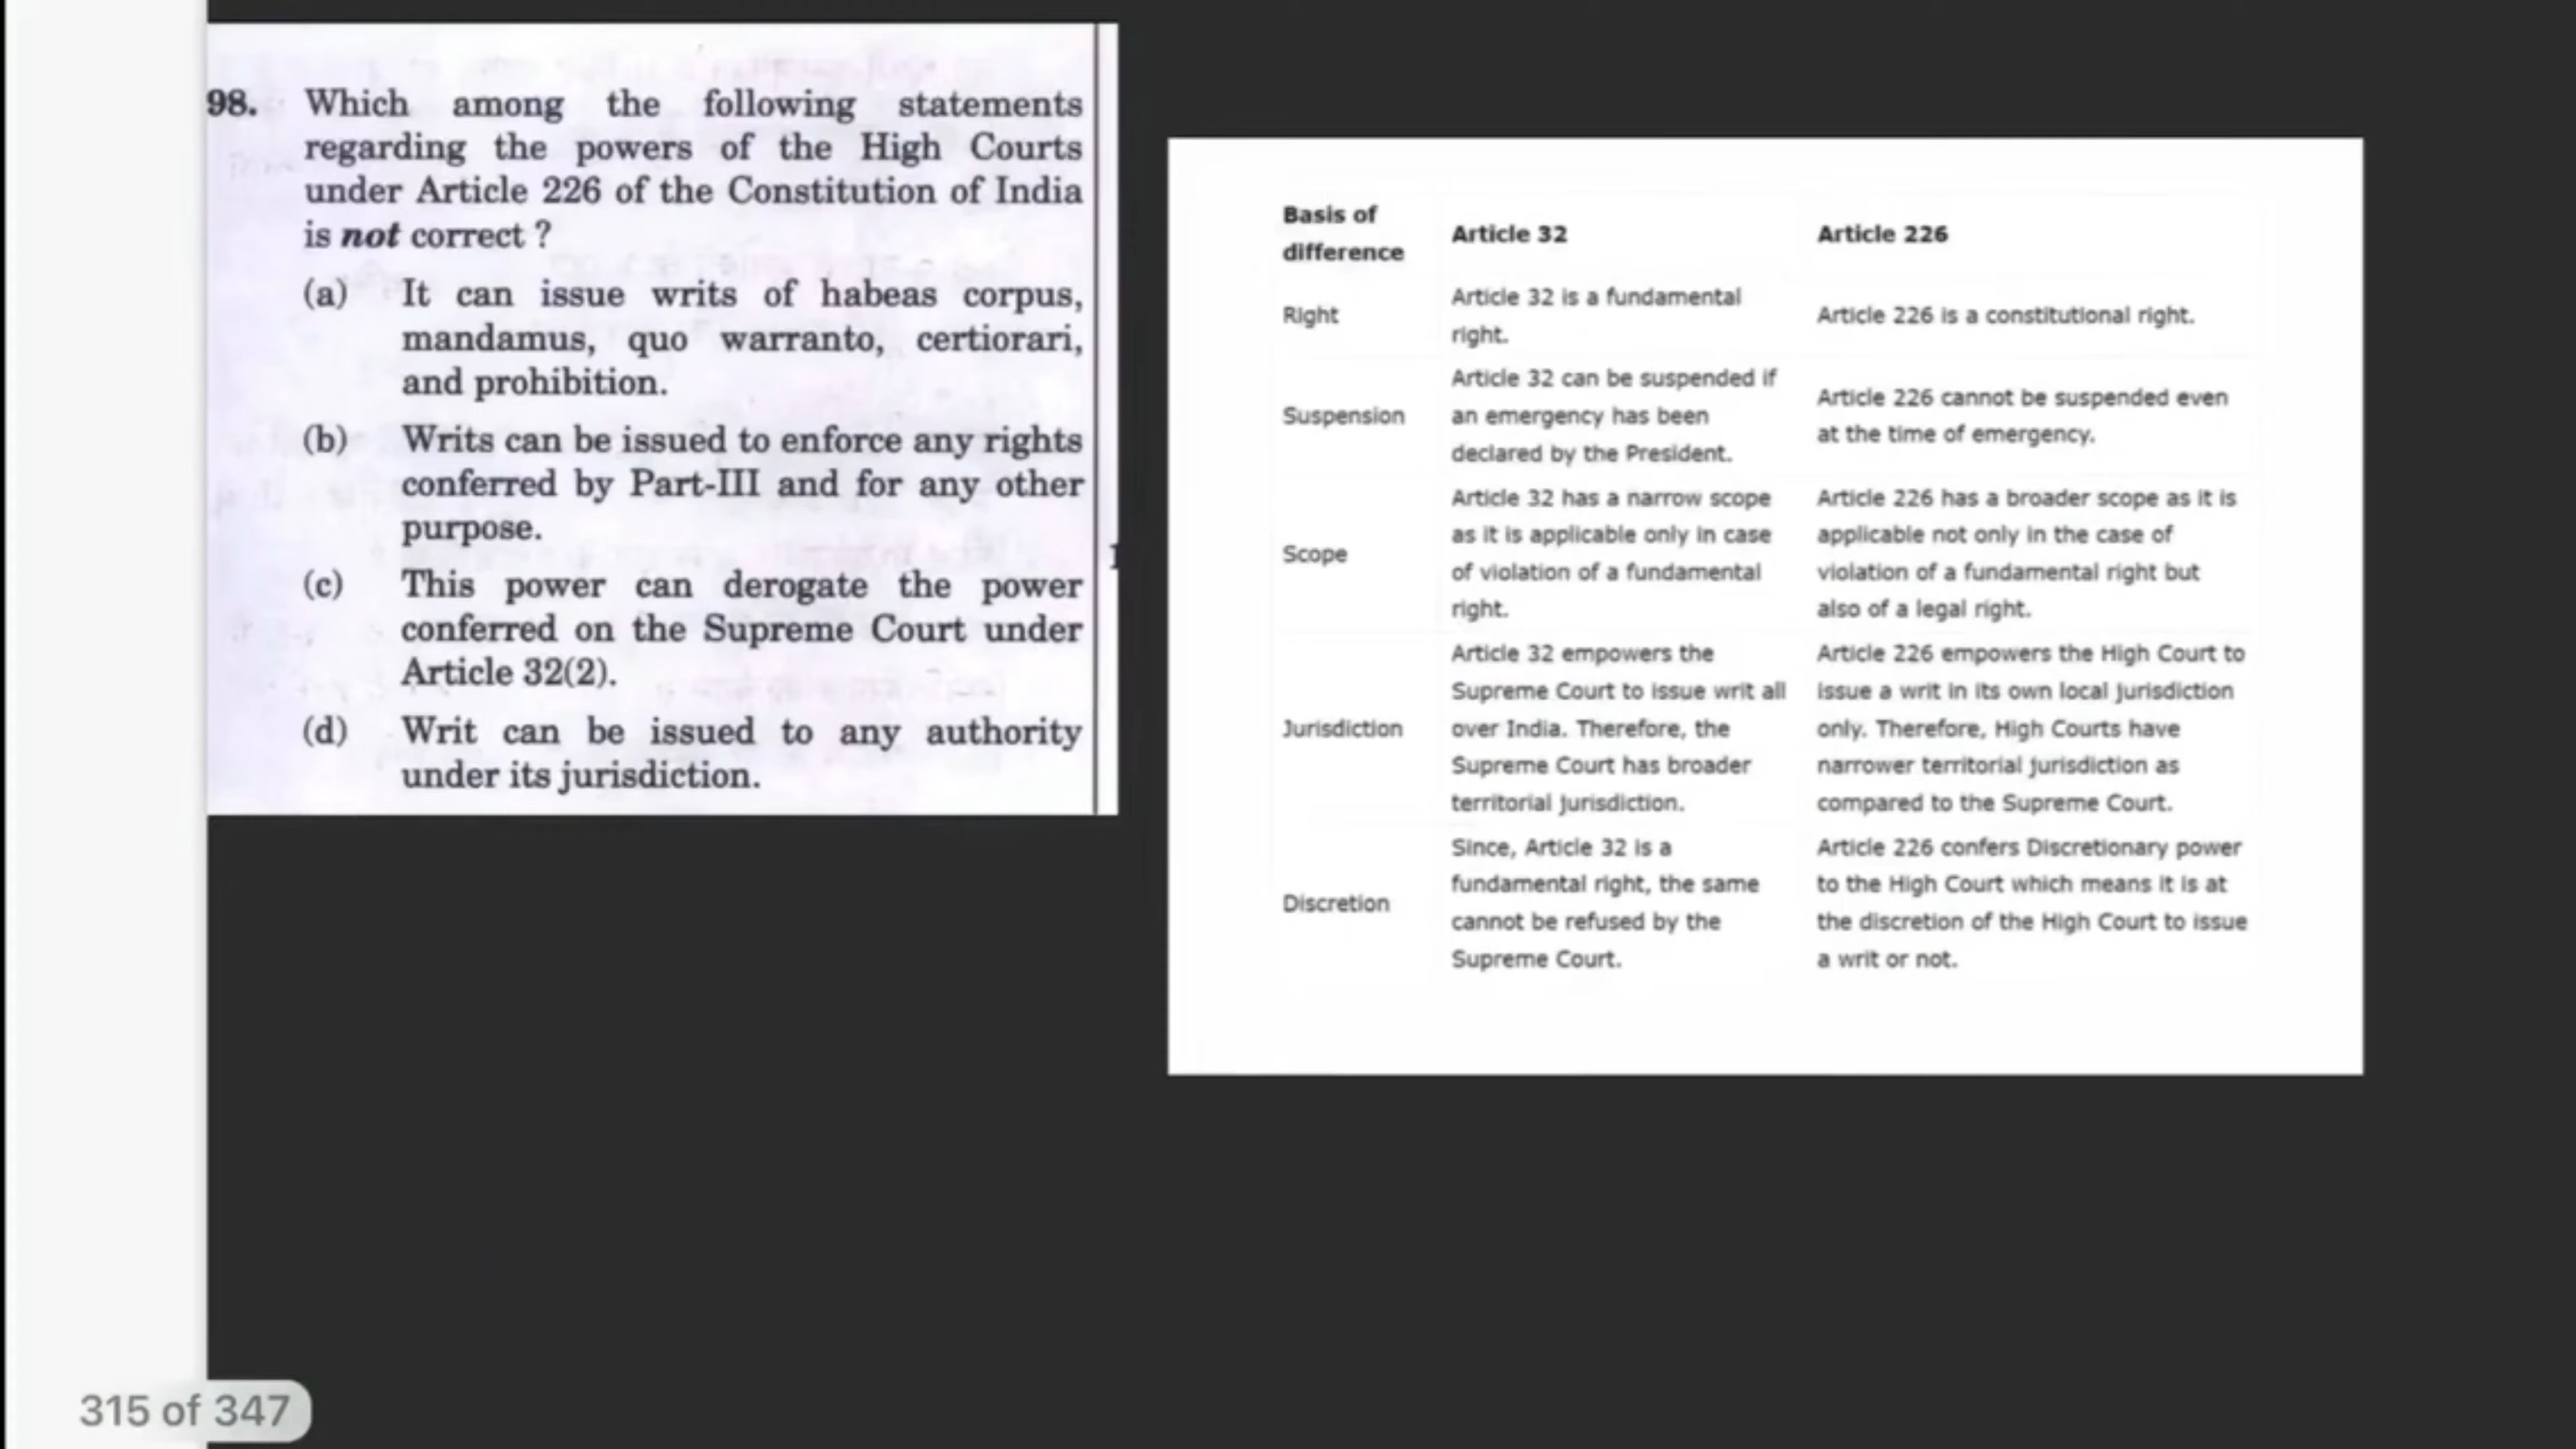 98. Which among the following statements
regarding the powers of the High Courts
under Article 226 of the Constitution of India
is not correct ?
(a) It can issue writs of habeas corpus,
mandamus, quo warranto, certiorari,
and prohibition.
(b) Writs can be issued to enforce any rights
conferred by Part-III and for any other
purpose.
(c) This power can derogate the power
conferred on the Supreme Court under
Article 32(2).
(d) Writ can be issued to any authority
under its jurisdiction.
Basis of
difference
Article 32
Article 226
Right
Article 32 is a fundamental
right.
Article 226 is a constitutional right.
Suspension
Article 32 can be suspended if
an emergency has been
declared by the President.
Article 226 cannot be suspended even
at the time of emergency.
Scope
Article 32 has a narrow scope
as it is applicable only in case
of violation of a fundamental
right.
Article 226 has a broader scope as it is
applicable not only in the case of
violation of a fundamental right but
also of a legal right.
Jurisdiction
Article 32 empowers the
Supreme Court to issue writ all
over India. Therefore, the
Supreme Court has broader
territorial jurisdiction.
Article 226 empowers the High Court to
issue a writ in its own local jurisdiction
only. Therefore, High Courts have
narrower territorial jurisdiction as
compared to the Supreme Court.
Discretion
Since, Article 32 is a
fundamental right, the same
cannot be refused by the
Supreme Court.
Article 226 confers Discretionary power
to the High Court which means it is at
the discretion of the High Court to issue
a writ or not.
315 of 347